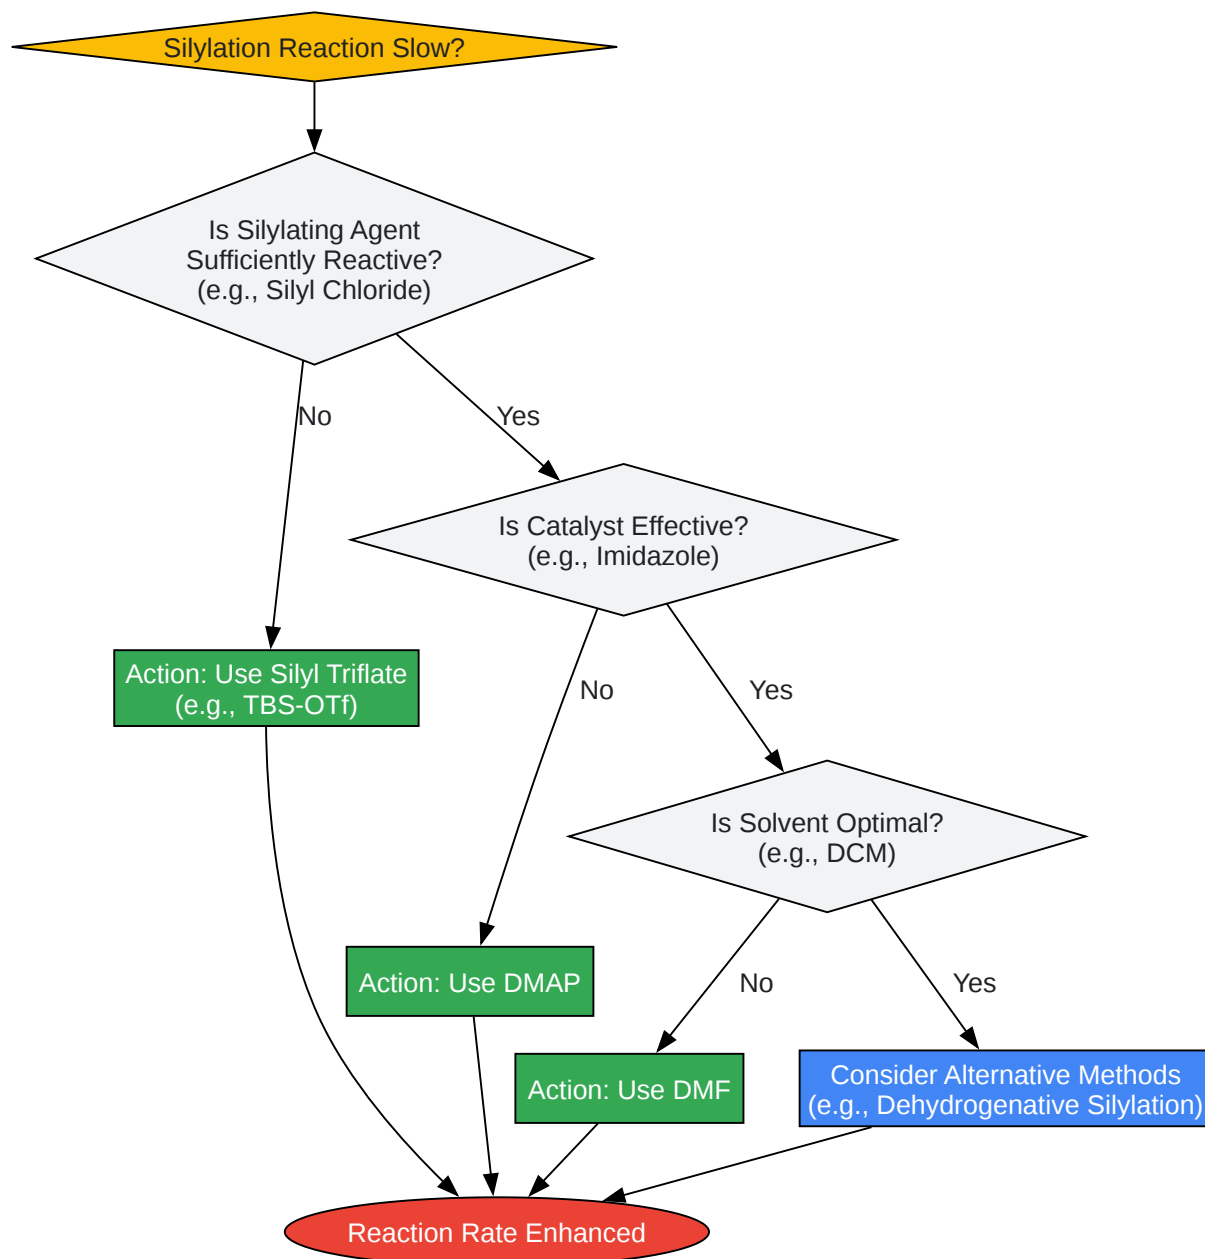 Silylation Reaction Slow?
Is Silylating Agent
Sufficiently Reactive?
(e.g., Silyl Chloride)
No
Yes
Is Catalyst Effective?
(e.g., Imidazole)
Action: Use Silyl Triflate
(e.g., TBS-OTf)
No
Yes
Is Solvent Optimal?
(e.g., DCM)
Action: Use DMAP
No
Yes
Action: Use DMF
Consider Alternative Methods
(e.g., Dehydrogenative Silylation)
Reaction Rate Enhanced